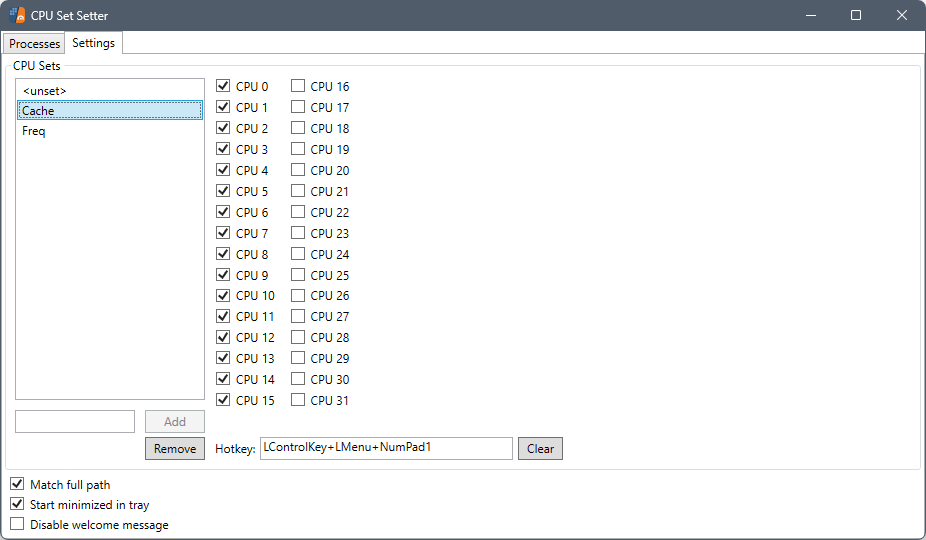 CPU Set Setter
Processes Settings
CPU Sets
<unset>
Cache
Freq
CPU 0 CPU 16
CPU 1 CPU 17
CPU 2 CPU 18
CPU 3 CPU 19
CPU 4 CPU 20
CPU 5 CPU 21
CPU 6 CPU 22
CPU 7 CPU 23
CPU 8 CPU 24
CPU 9 CPU 25
CPU 10 CPU 26
CPU 11 CPU 27
CPU 12 CPU 28
CPU 13 CPU 29
CPU 14 CPU 30
CPU 15 CPU 31
Add
Remove Hotkey: LControlKey+LMenu+NumPad1 Clear
Match full path
Start minimized in tray
Disable welcome message